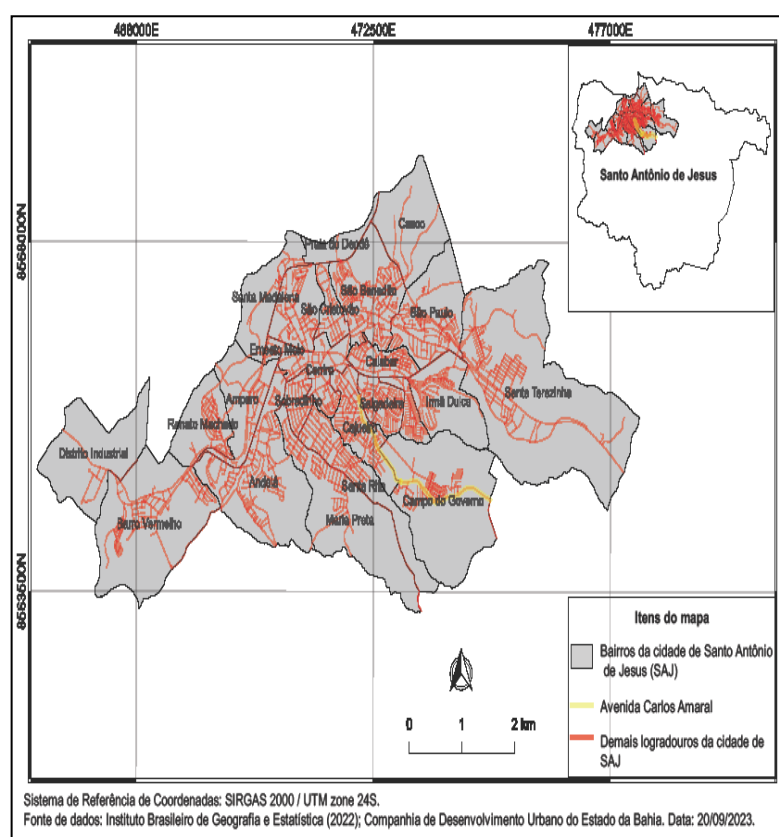 468000E 472500E 477000E
Santo Antônio de Jesus
8568000N
Casco
Praia do Dendê
Santa Madalena
São Benedito
São Cristovão
São Paulo
Ernesto Melo
Calabar
Centro
Santa Terezinha
Amparo
Sobradinho
Salgadeira
Irmã Dulce
Renato Machado
Cajueiro
Distrito Industrial
Andaiá
Santa Rita
Campo do Governo
Barro Vermelho
Maria Preta
8563500N
0 1 2 km
Itens do mapa
Bairros da cidade de Santo Antônio
de Jesus (SAJ)
Avenida Carlos Amaral
Demais logradouros da cidade de
SAJ
Sistema de Referência de Coordenadas: SIRGAS 2000 / UTM zone 24S.
Fonte de dados: Instituto Brasileiro de Geografia e Estatística (2022); Companhia de Desenvolvimento Urbano do Estado da Bahia. Data: 20/09/2023.